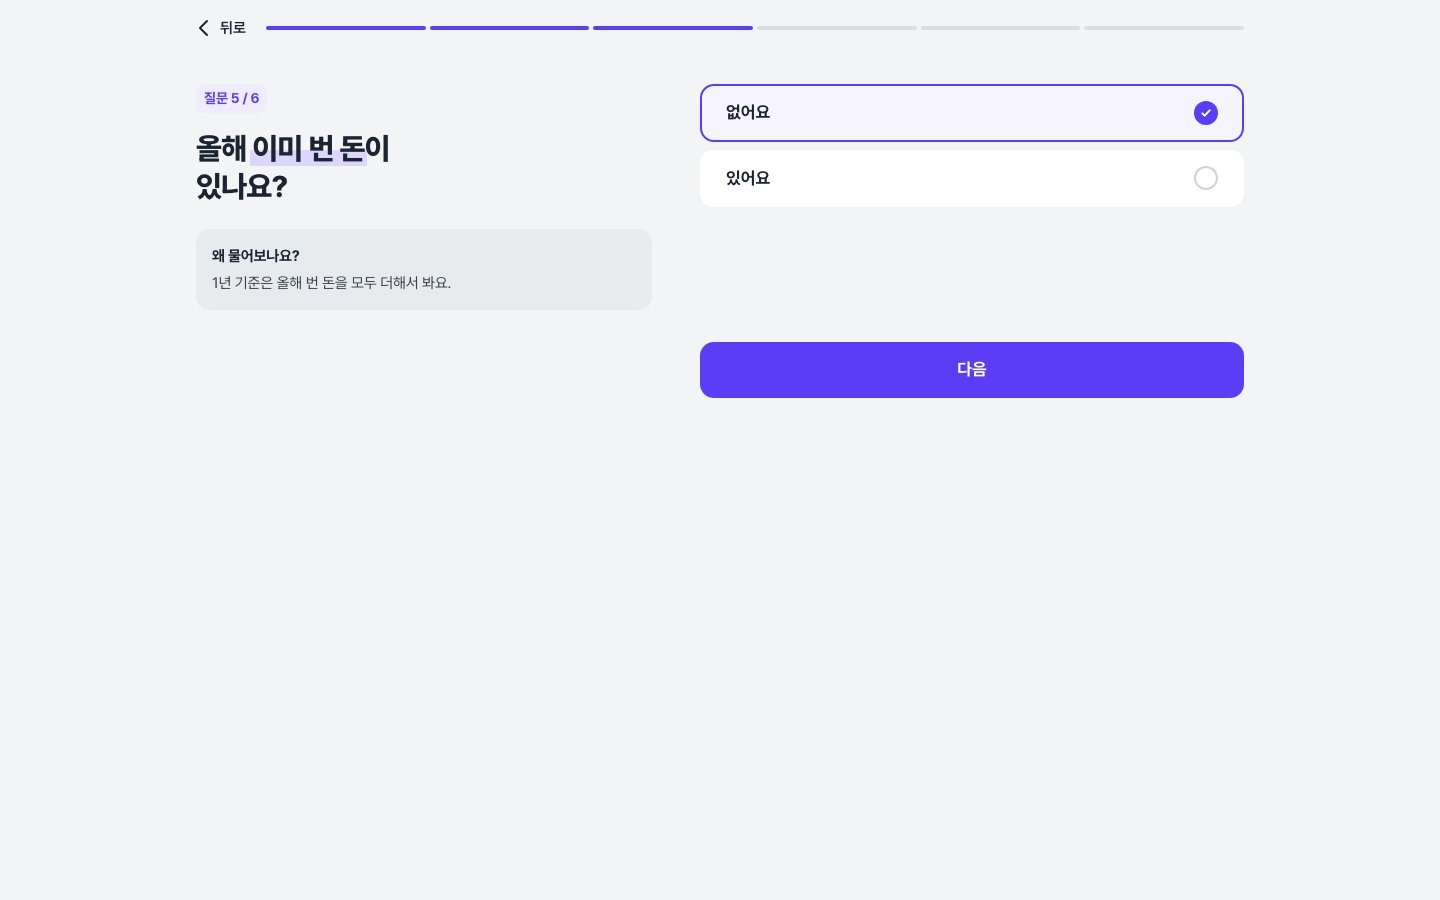 뒤로
질문 5 / 6
올해 이미 번 돈이
있나요?
왜 물어보나요?
1년 기준은 올해 번 돈을 모두 더해서 봐요.
없어요
있어요
다음